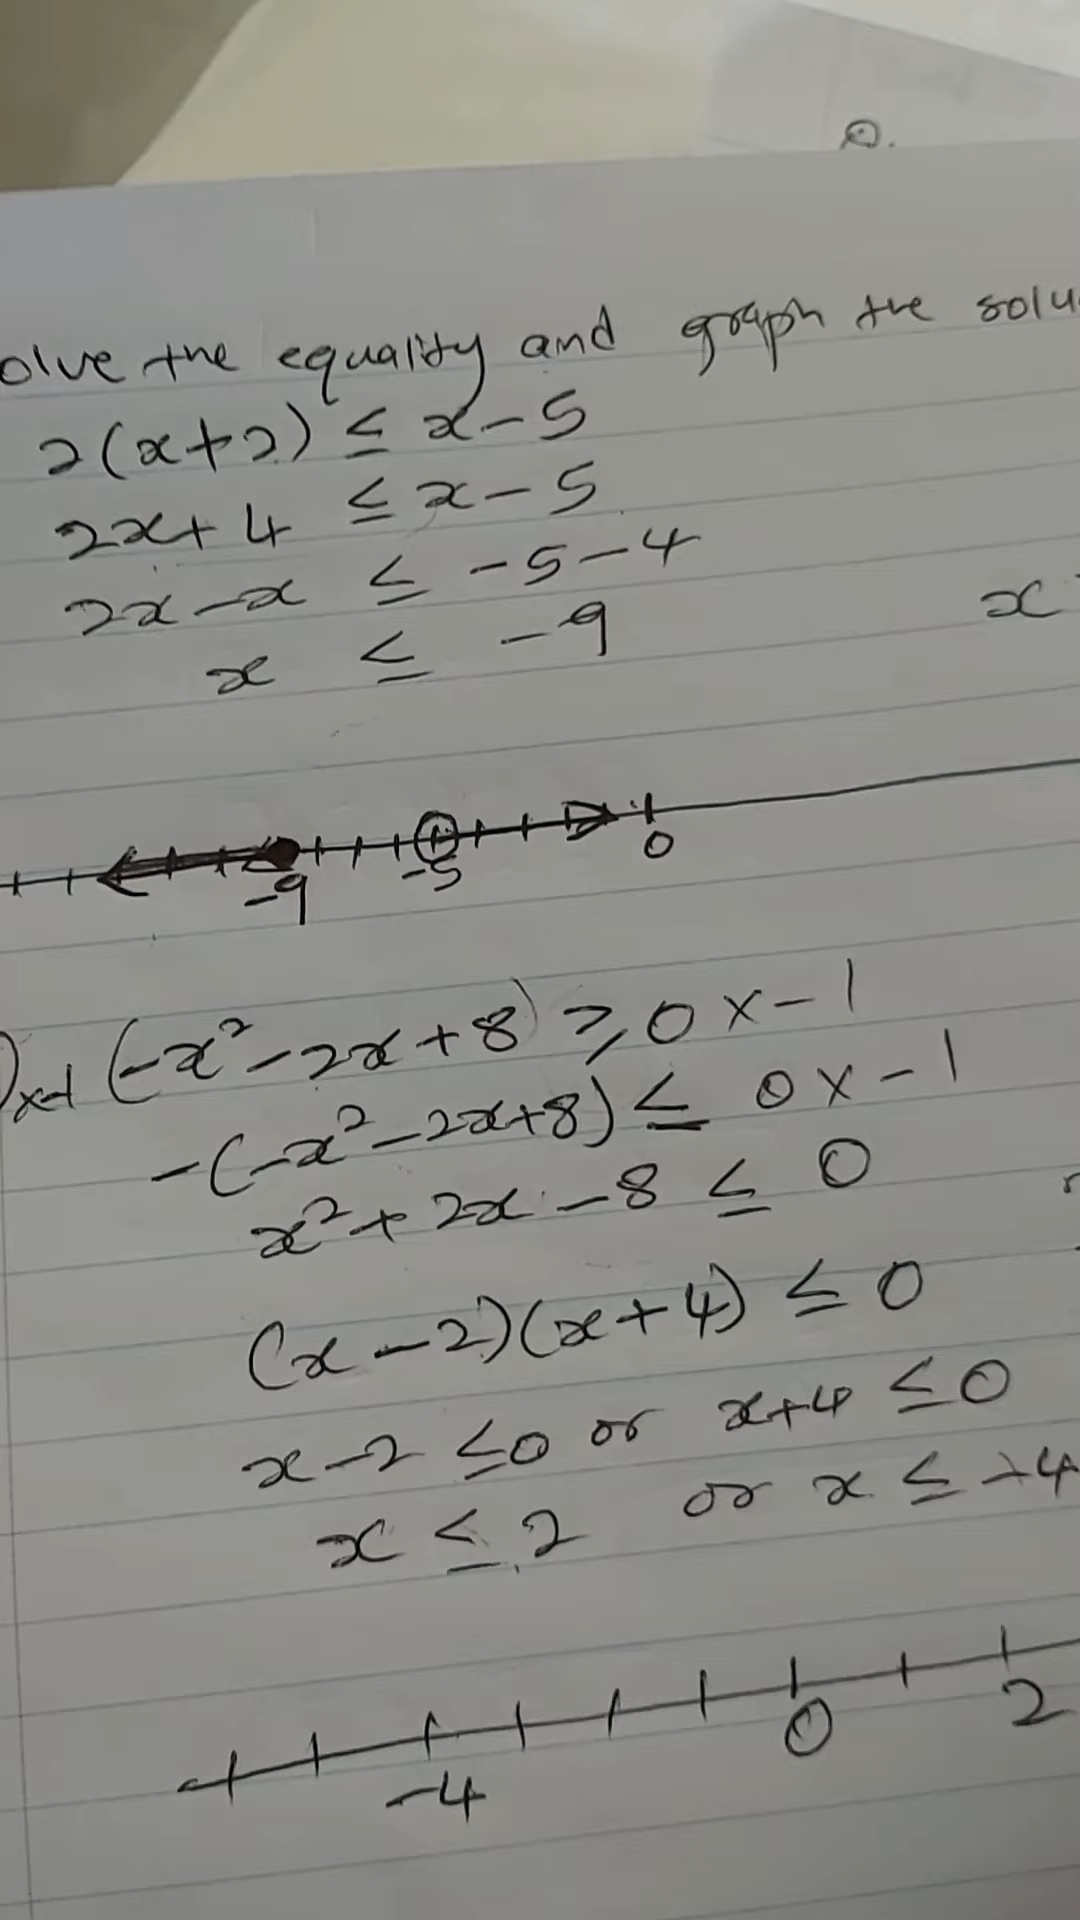 Q.
olve the equality and graph the solu
2(x+2) ≤ x-5
2x+4 ≤ x-5
2x-x ≤ -5-4
x ≤ -9
x
-9 -5 0
) x-1 (-x²-2x+8) ≥ 0 x-1
-(-x²-2x+8) ≤ 0 x-1
x²+2x-8 ≤ 0
(x-2)(x+4) ≤ 0
x-2 ≤ 0 or x+4 ≤ 0
x ≤ 2 or x ≤ -4
-4 0 2